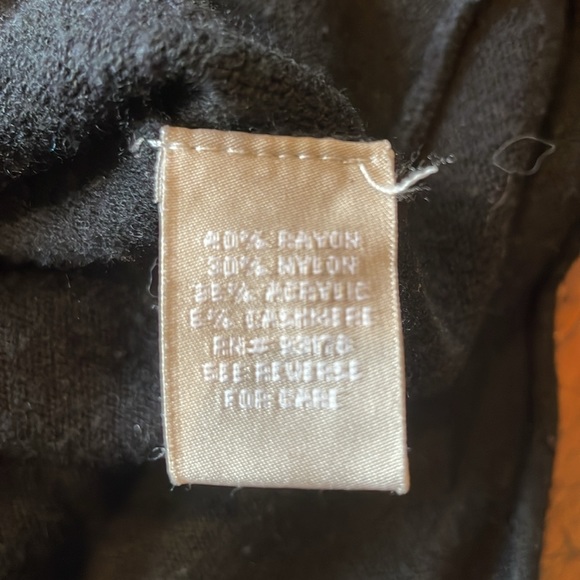 40% RAYON
30% NYLON
25% ACRYLIC
5% CASHMERE
RN#
SEE REVERSE
FOR CARE